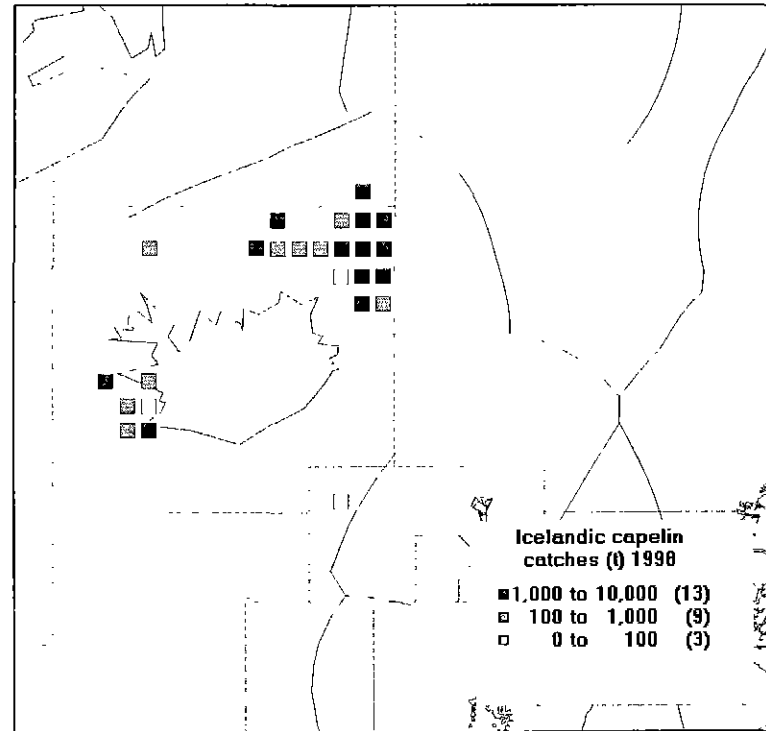 Icelandic capelin
catches (t) 1998
1,000 to 10,000 (13)
100 to 1,000 (9)
0 to 100 (3)